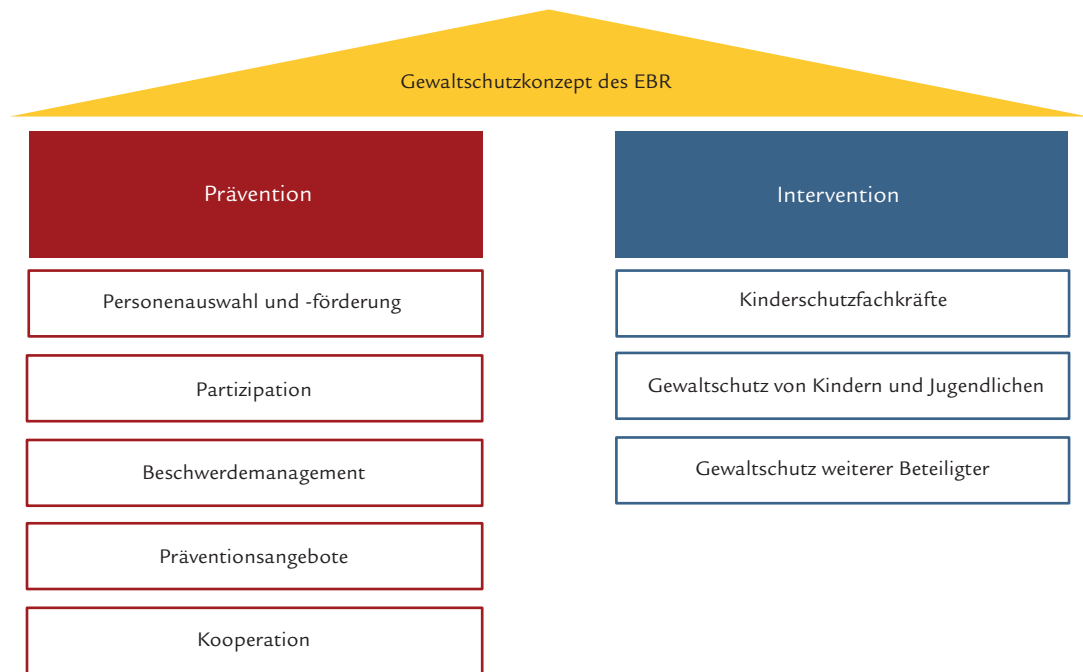 Gewaltschutzkonzept des EBR
Prävention
Personenauswahl und -förderung
Partizipation
Beschwerdemanagement
Präventionsangebote
Kooperation
Intervention
Kinderschutzfachkräfte
Gewaltschutz von Kindern und Jugendlichen
Gewaltschutz weiterer Beteiligter